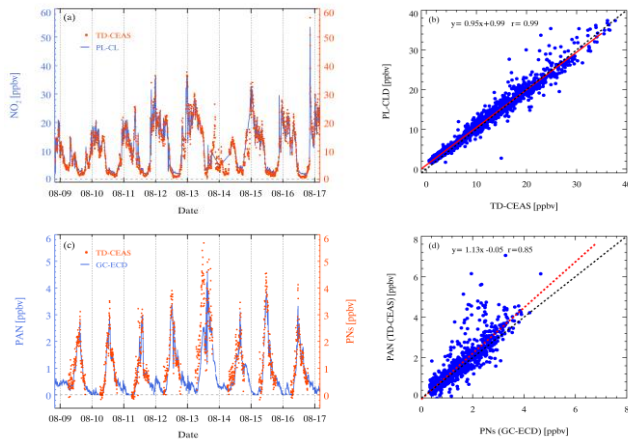 (a)
TD-CEAS
PL-CL
NO2 [ppbv]
60
50
40
30
20
10
0
60
50
40
30
20
10
0
08-09 08-10 08-11 08-12 08-13 08-14 08-15 08-16 08-17
Date
(b)
y= 0.95x+0.99 r= 0.99
PL-CLD [ppbv]
40
30
20
10
0
0 10 20 30 40
TD-CEAS [ppbv]
(c)
TD-CEAS
GC-ECD
PAN [ppbv]
6
5
4
3
2
1
0
PNs [ppbv]
6
5
4
3
2
1
0
08-09 08-10 08-11 08-12 08-13 08-14 08-15 08-16 08-17
Date
(d)
y= 1.13x-0.05 r=0.85
PAN (TD-CEAS) [ppbv]
8
6
4
2
0
0 2 4 6 8
PNs (GC-ECD) [ppbv]